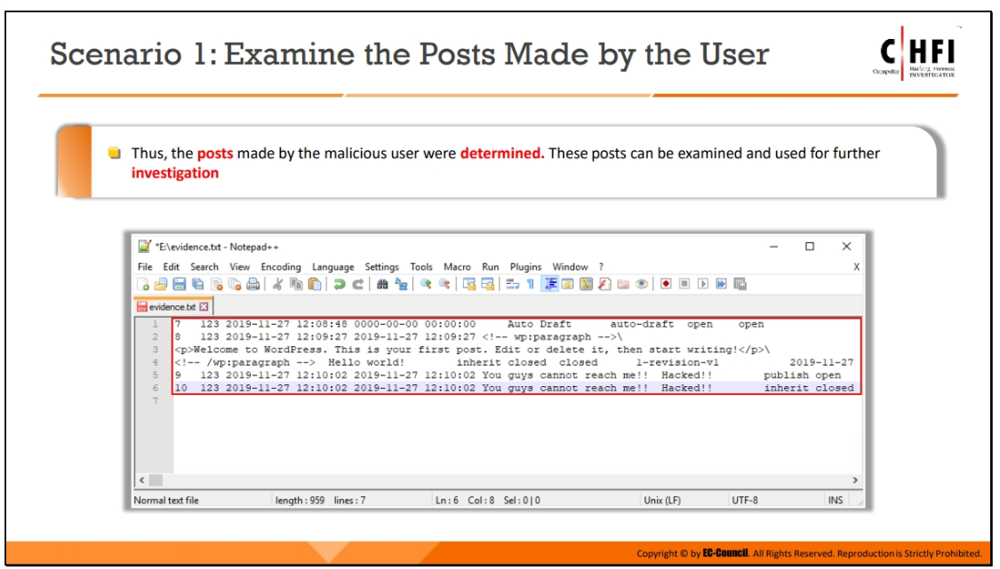 Scenario 1: Examine the Posts Made by the User
CHFI
Computer Hacking Forensic
INVESTIGATOR
Thus, the posts made by the malicious user were determined. These posts can be examined and used for further
investigation
*E:\evidence.txt - Notepad++
File Edit Search View Encoding Language Settings Tools Macro Run Plugins Window ? X
evidence.txt
1 7 123 2019-11-27 12:08:48 0000-00-00 00:00:00 Auto Draft auto-draft open open
2 8 123 2019-11-27 12:09:27 2019-11-27 12:09:27 <!-- wp:paragraph -->\
3 <p>Welcome to WordPress. This is your first post. Edit or delete it, then start writing!</p>\
4 <!-- /wp:paragraph --> Hello world! inherit closed closed 1-revision-v1 2019-11-27
5 9 123 2019-11-27 12:10:02 2019-11-27 12:10:02 You guys cannot reach me!! Hacked!! publish open
6 10 123 2019-11-27 12:10:02 2019-11-27 12:10:02 You guys cannot reach me!! Hacked!! inherit closed
7
Normal text file length : 959 lines : 7 Ln : 6 Col : 8 Sel : 0 | 0 Unix (LF) UTF-8 INS
Copyright © by EC-Council. All Rights Reserved. Reproduction is Strictly Prohibited.